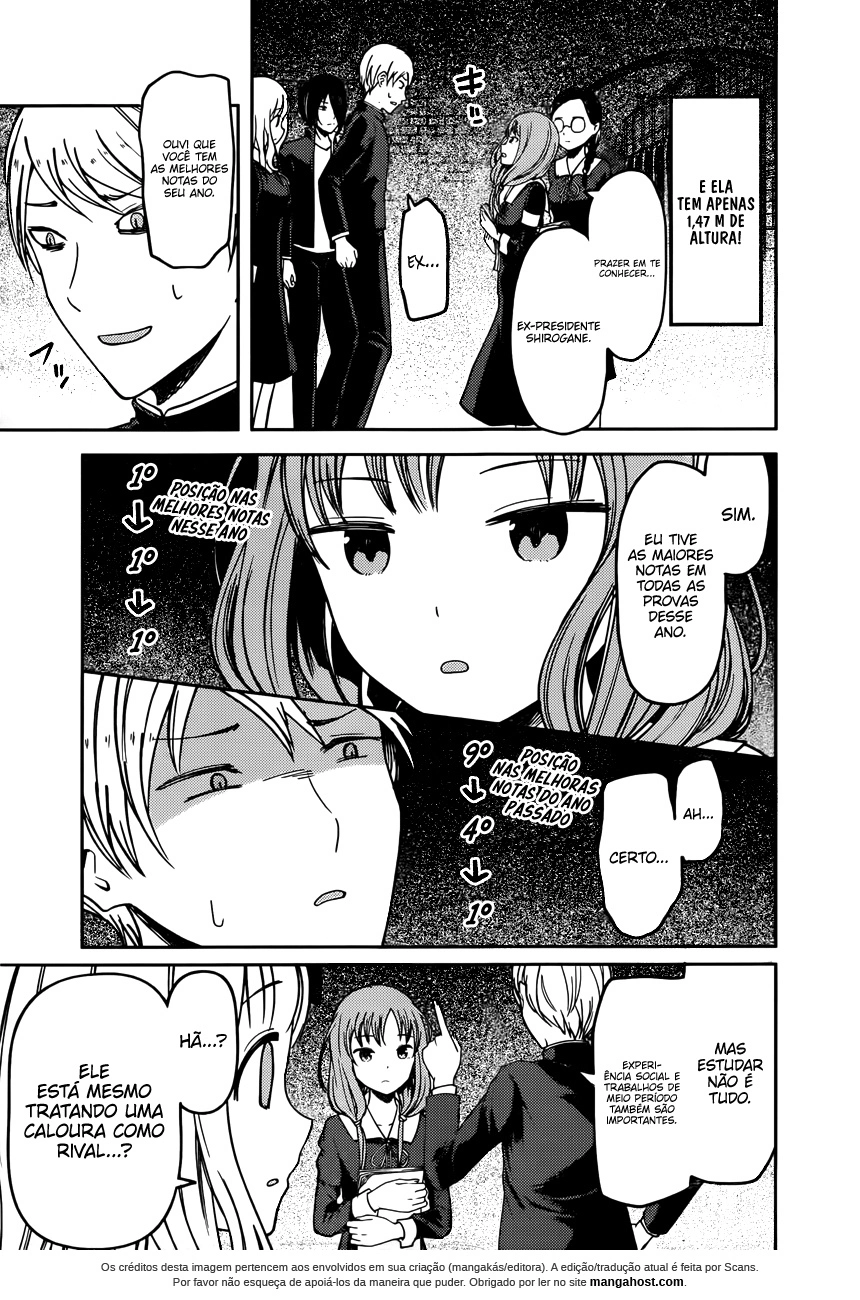 E ELA
TEM APENAS
1,47 M DE
ALTURA!
PRAZER EM TE
CONHECER...
EX-PRESIDENTE
SHIROGANE.
EX...
キ
OUVI QUE
VOCÊ TEM
AS MELHORES
NOTAS DO
SEU ANO.
SIM.
EU TIVE
AS MAIORES
NOTAS EM
TODAS AS
PROVAS
DESSE
ANO.
POSIÇÃO NAS
MELHORES NOTAS
NESSE ANO
1º
1º
1º
AH...
CERTO...
POSIÇÃO
NAS MELHORAS
NOTAS DO ANO
PASSADO
9º
4º
1º
MAS
ESTUDAR
NÃO É
TUDO.
EXPERI-
ÊNCIA SOCIAL E
TRABALHOS DE
MEIO PERÍODO
TAMBÉM SÃO
IMPORTANTES.
HÃ...?
ELE
ESTÁ MESMO
TRATANDO UMA
CALOURA COMO
RIVAL...?
Os créditos desta imagem pertencem aos envolvidos em sua criação (mangakás/editora). A edição/tradução atual é feita por Scans.
Por favor não esqueça de apoiá-los da maneira que puder. Obrigado por ler no site mangahost.com.